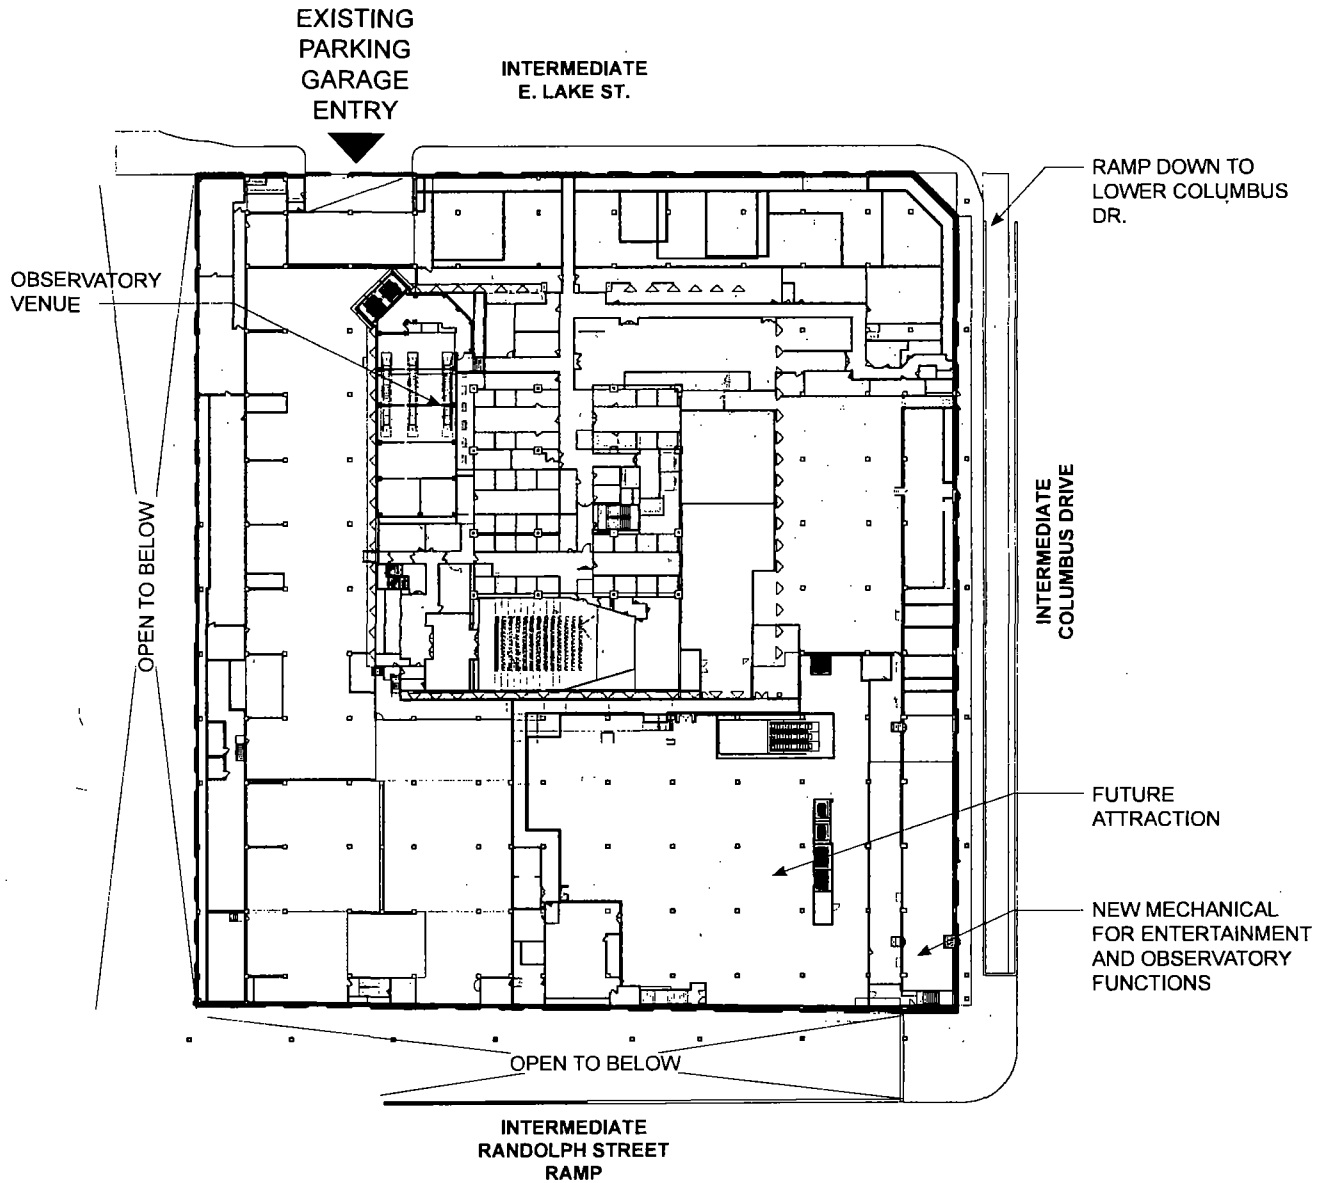 EXISTING
PARKING
GARAGE
ENTRY
INTERMEDIATE
E. LAKE ST.
RAMP DOWN TO
LOWER COLUMBUS
DR.
OBSERVATORY
VENUE
OPEN TO BELOW
INTERMEDIATE
COLUMBUS DRIVE
FUTURE
ATTRACTION
NEW MECHANICAL
FOR ENTERTAINMENT
AND OBSERVATORY
FUNCTIONS
OPEN TO BELOW
INTERMEDIATE
RANDOLPH STREET
RAMP